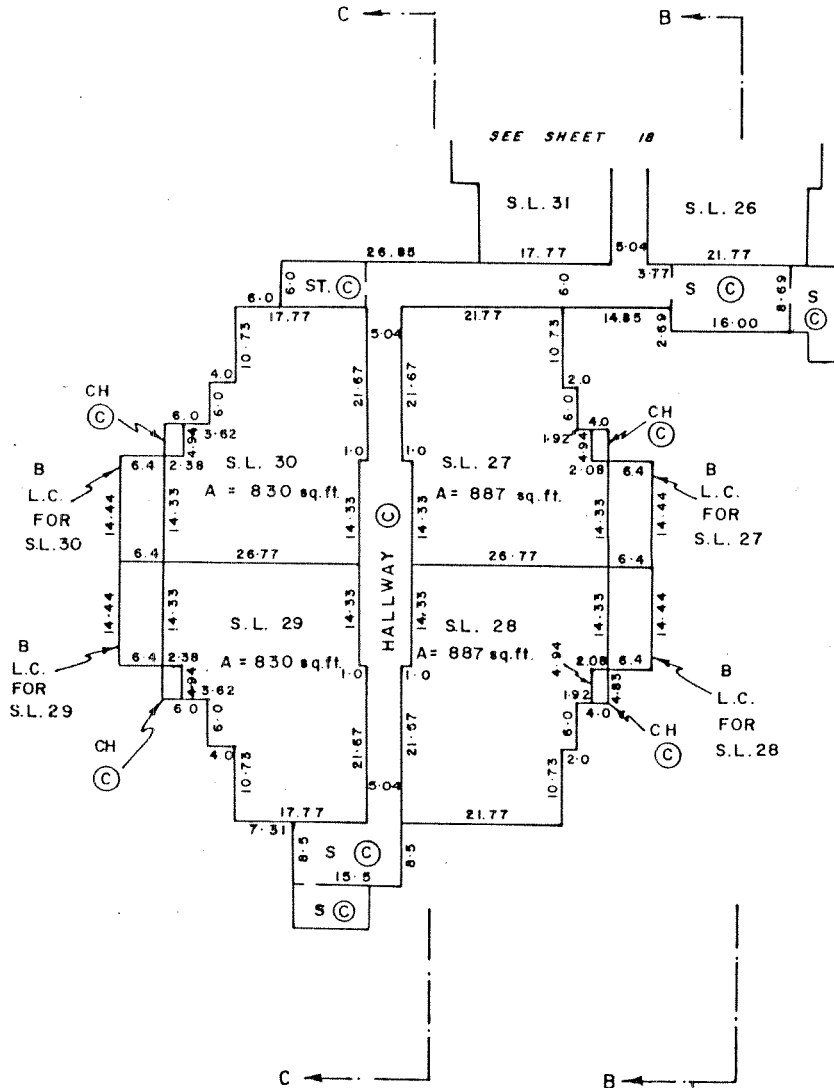 C
B
SEE SHEET 18
S.L. 31
S.L. 26
26.85
17.77
5.04
21.77
3.77
6.0
ST. C
6.0
S C
8.69
S C
6.0
17.77
21.77
14.85
2.69
16.00
5.04
10.73
10.73
4.0
2.0
21.67
21.67
6.0
6.0
CH C
6.0
3.62
4.94
4.0
1.92
4.94
CH C
1.0
1.0
6.4
2.38
S.L. 30
S.L. 27
2.08
6.4
B
L.C.
FOR
S.L.30
A = 830 sq.ft.
A = 887 sq.ft.
B
L.C.
FOR
S.L.27
14.44
14.33
14.33
14.33
14.33
14.44
HALLWAY C
6.4
26.77
26.77
6.4
14.44
14.33
14.33
14.33
14.33
14.44
S.L. 29
S.L. 28
A = 830 sq.ft.
A = 887 sq.ft.
B
L.C.
FOR
S.L.29
B
L.C.
FOR
S.L.28
6.4
2.38
1.0
1.0
4.94
2.08
6.4
4.94
3.62
6.0
1.92
4.0
4.83
CH C
CH C
6.0
6.0
4.0
2.0
21.67
21.67
10.73
10.73
5.04
17.77
21.77
7.31
8.5
S C
8.5
15.5
S C
C
B